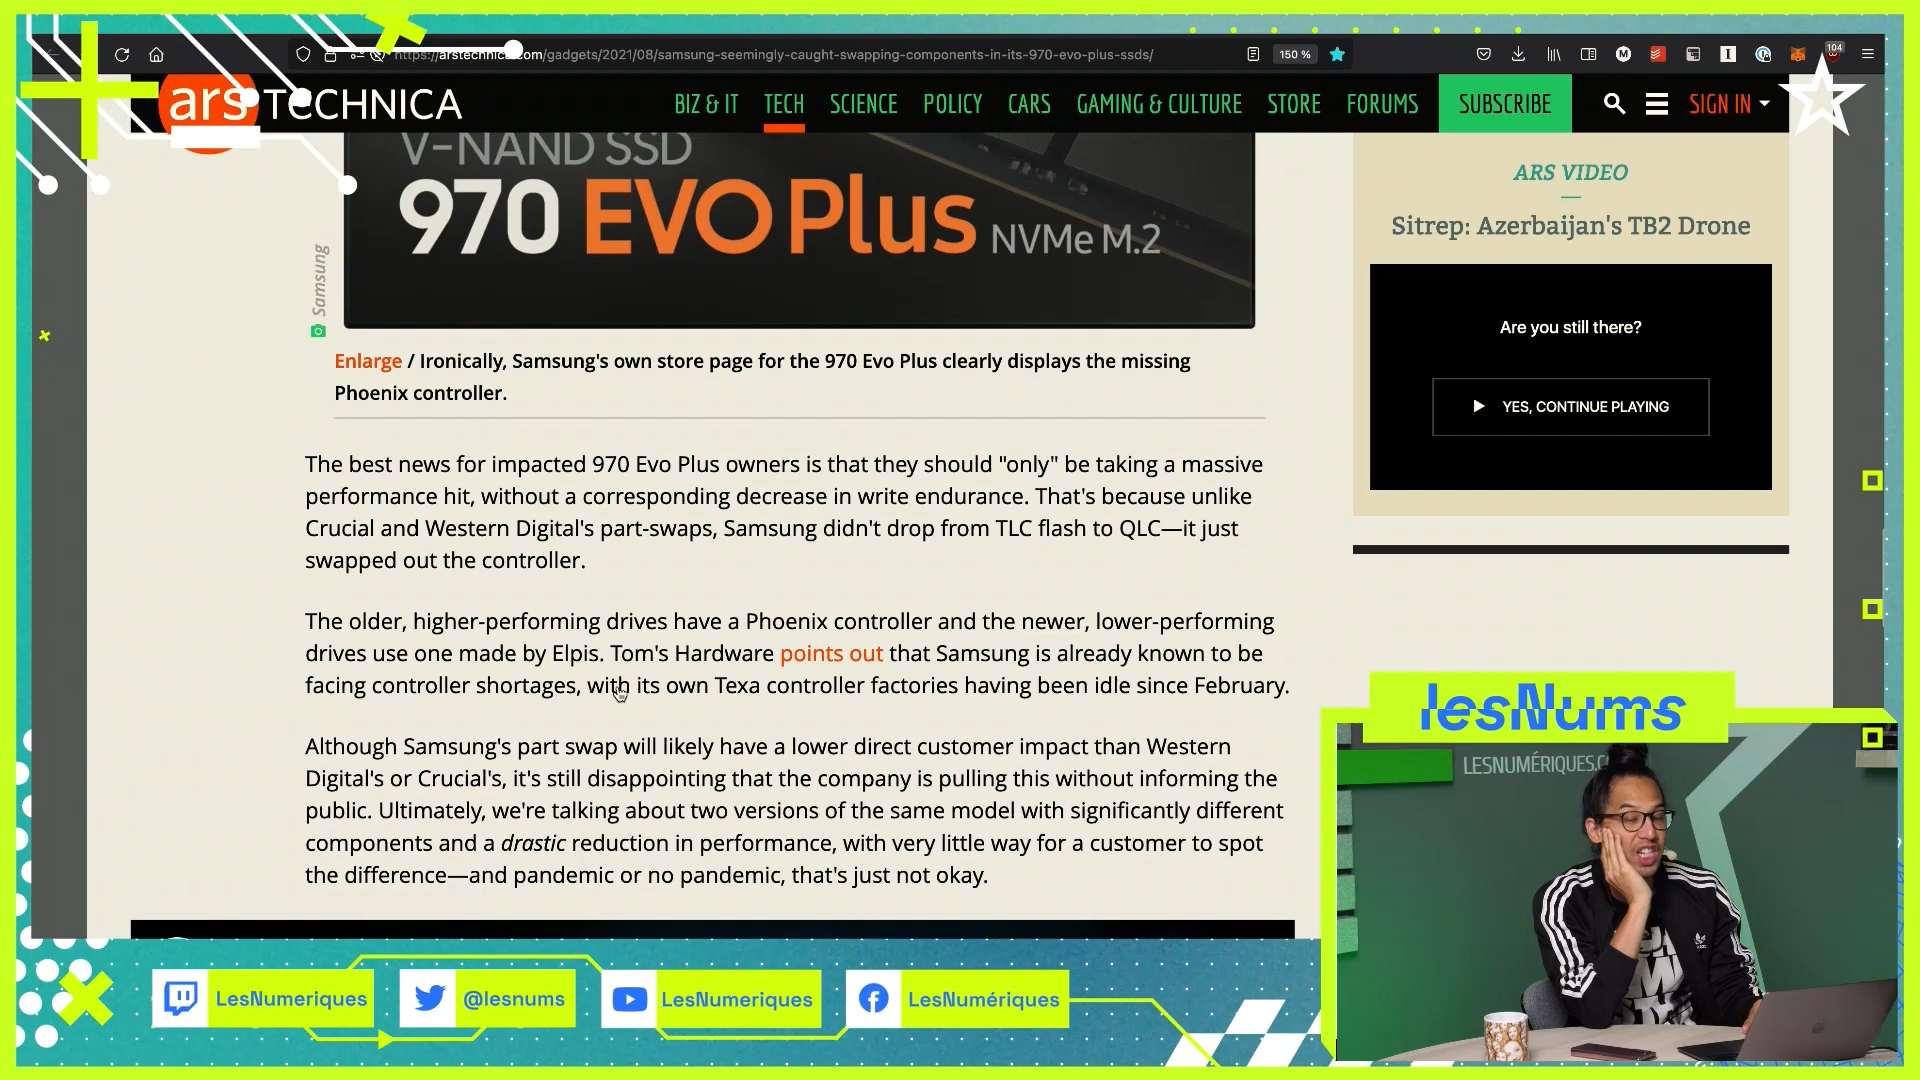 https://arstechnica.com/gadgets/2021/08/samsung-seemingly-caught-swapping-components-in-its-970-evo-plus-ssds/
150 %
104
ars TECHNICA
BIZ & IT TECH SCIENCE POLICY CARS GAMING & CULTURE STORE FORUMS SUBSCRIBE SIGN IN
V-NAND SSD
970 EVO Plus NVMe M.2
Samsung
Enlarge / Ironically, Samsung's own store page for the 970 Evo Plus clearly displays the missing
Phoenix controller.
The best news for impacted 970 Evo Plus owners is that they should "only" be taking a massive
performance hit, without a corresponding decrease in write endurance. That's because unlike
Crucial and Western Digital's part-swaps, Samsung didn't drop from TLC flash to QLC—it just
swapped out the controller.
The older, higher-performing drives have a Phoenix controller and the newer, lower-performing
drives use one made by Elpis. Tom's Hardware points out that Samsung is already known to be
facing controller shortages, with its own Texa controller factories having been idle since February.
Although Samsung's part swap will likely have a lower direct customer impact than Western
Digital's or Crucial's, it's still disappointing that the company is pulling this without informing the
public. Ultimately, we're talking about two versions of the same model with significantly different
components and a drastic reduction in performance, with very little way for a customer to spot
the difference—and pandemic or no pandemic, that's just not okay.
ARS VIDEO
Sitrep: Azerbaijan's TB2 Drone
Are you still there?
YES, CONTINUE PLAYING
lesNums
LESNUMÉRIQUES.C
LesNumeriques
@lesnums
LesNumeriques
LesNumériques